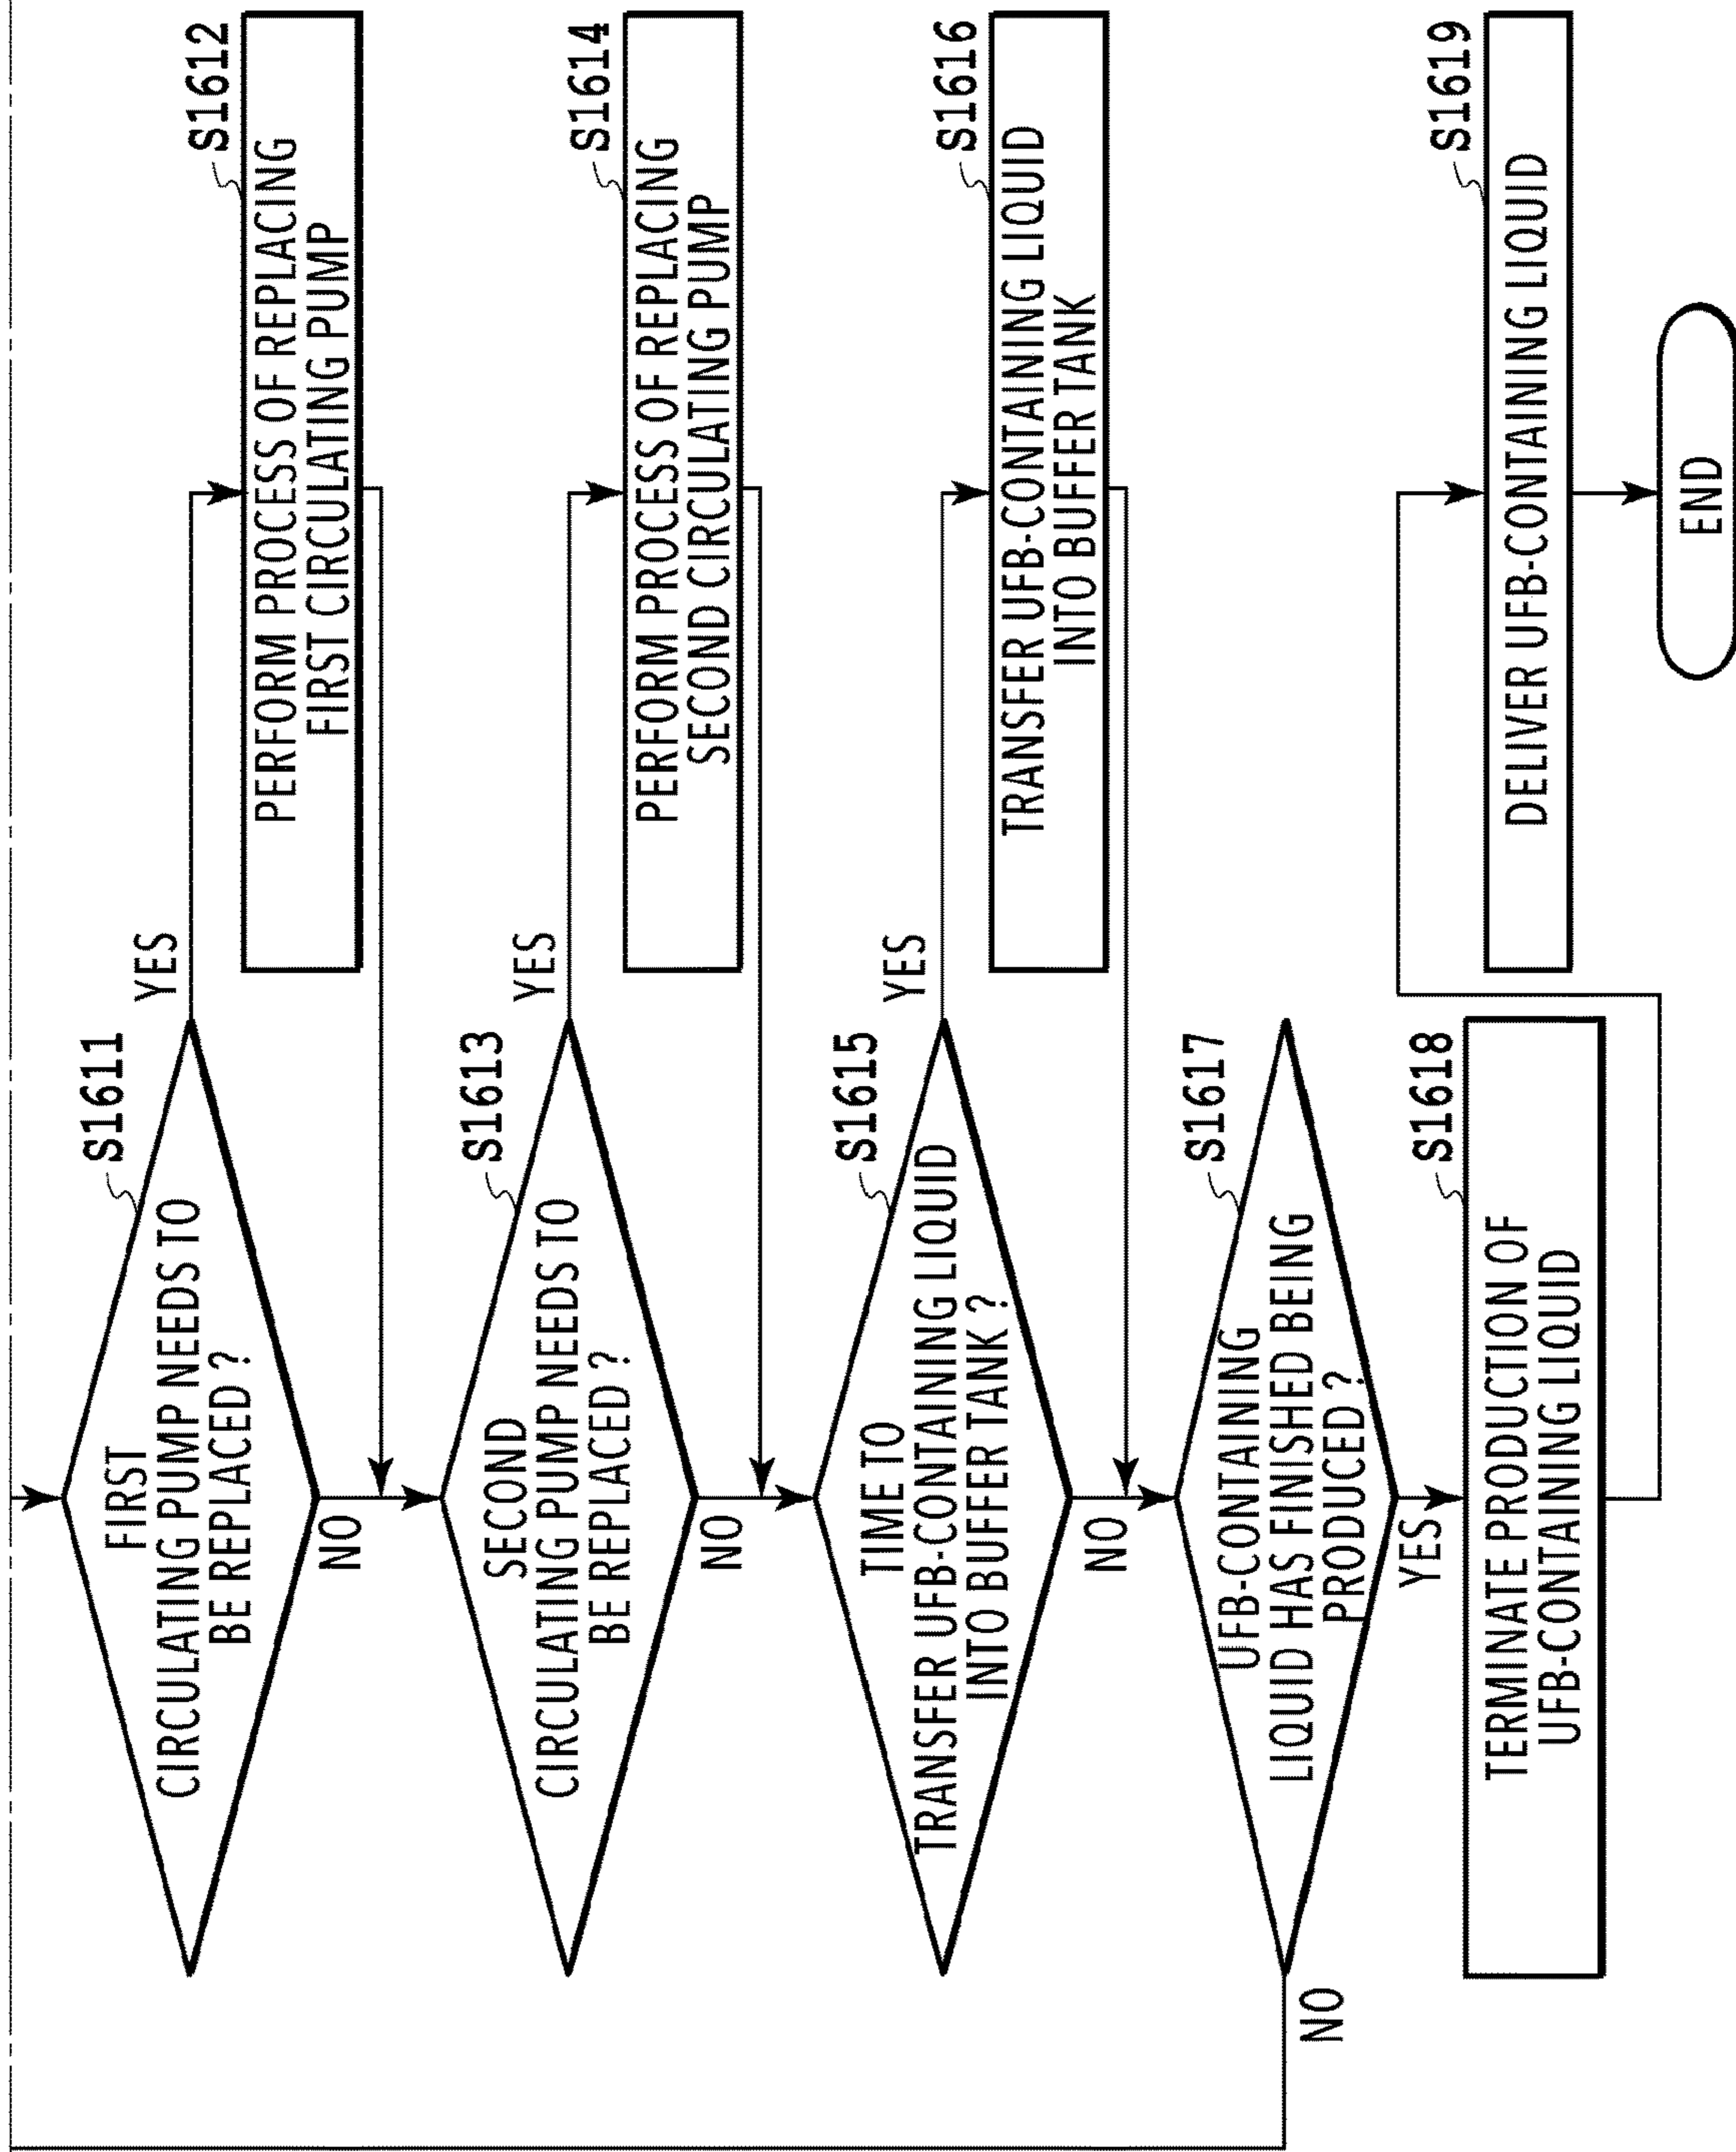 S1611
FIRST
CIRCULATING PUMP NEEDS TO
BE REPLACED ?
YES
NO
S1612
PERFORM PROCESS OF REPLACING
FIRST CIRCULATING PUMP
S1613
SECOND
CIRCULATING PUMP NEEDS TO
BE REPLACED ?
YES
NO
S1614
PERFORM PROCESS OF REPLACING
SECOND CIRCULATING PUMP
S1615
TIME TO
TRANSFER UFB-CONTAINING LIQUID
INTO BUFFER TANK ?
YES
NO
S1616
TRANSFER UFB-CONTAINING LIQUID
INTO BUFFER TANK
S1617
UFB-CONTAINING
LIQUID HAS FINISHED BEING
PRODUCED ?
NO
YES
S1618
TERMINATE PRODUCTION OF
UFB-CONTAINING LIQUID
S1619
DELIVER UFB-CONTAINING LIQUID
END